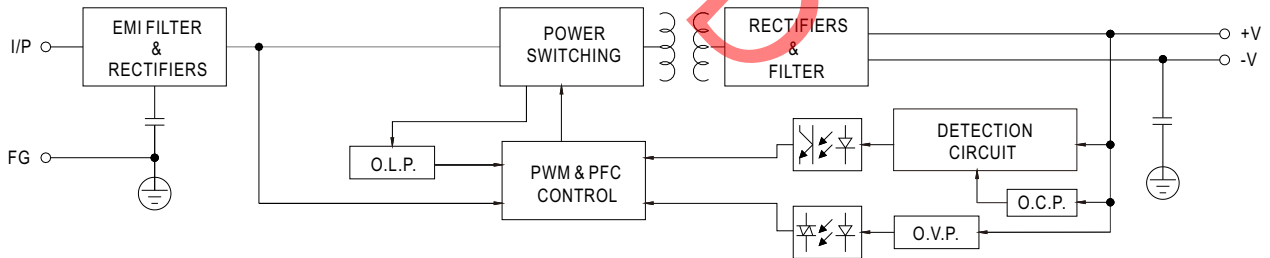 I/P
EMI FILTER
&
RECTIFIERS
POWER
SWITCHING
RECTIFIERS
&
FILTER
+V
-V
FG
O.L.P.
PWM & PFC
CONTROL
DETECTION
CIRCUIT
O.C.P.
O.V.P.